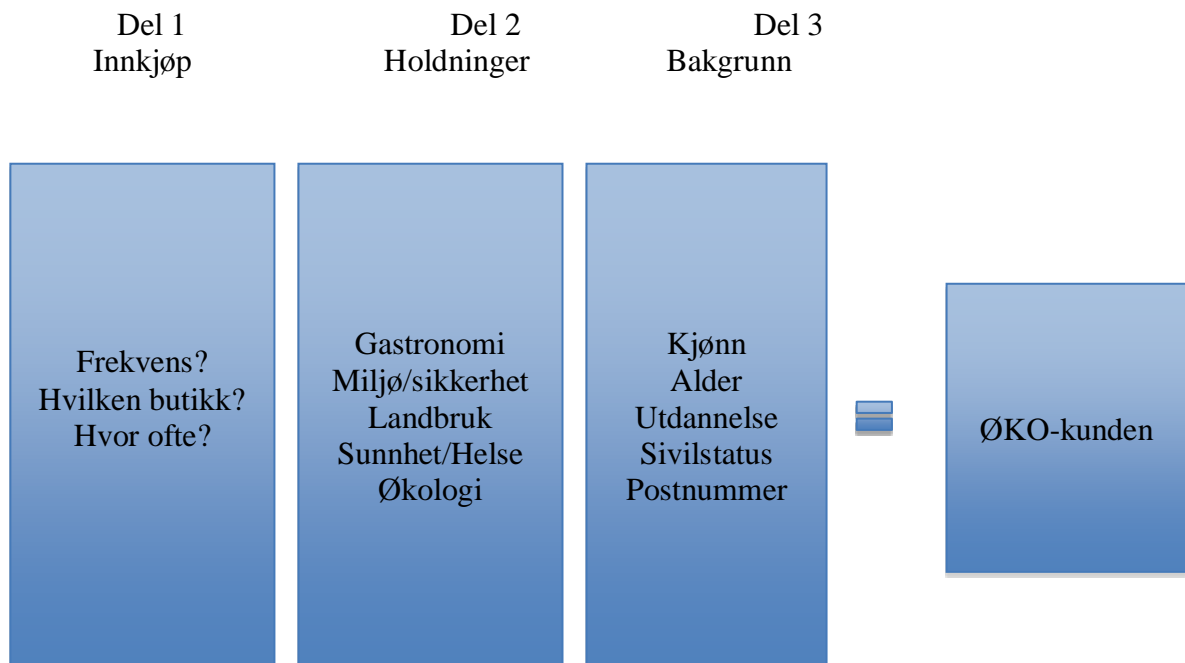 Del 1
Innkjøp
Del 2
Holdninger
Del 3
Bakgrunn
Frekvens?
Hvilken butikk?
Hvor ofte?
Gastronomi
Miljø/sikkerhet
Landbruk
Sunnhet/Helse
Økologi
Kjønn
Alder
Utdannelse
Sivilstatus
Postnummer
ØKO-kunden